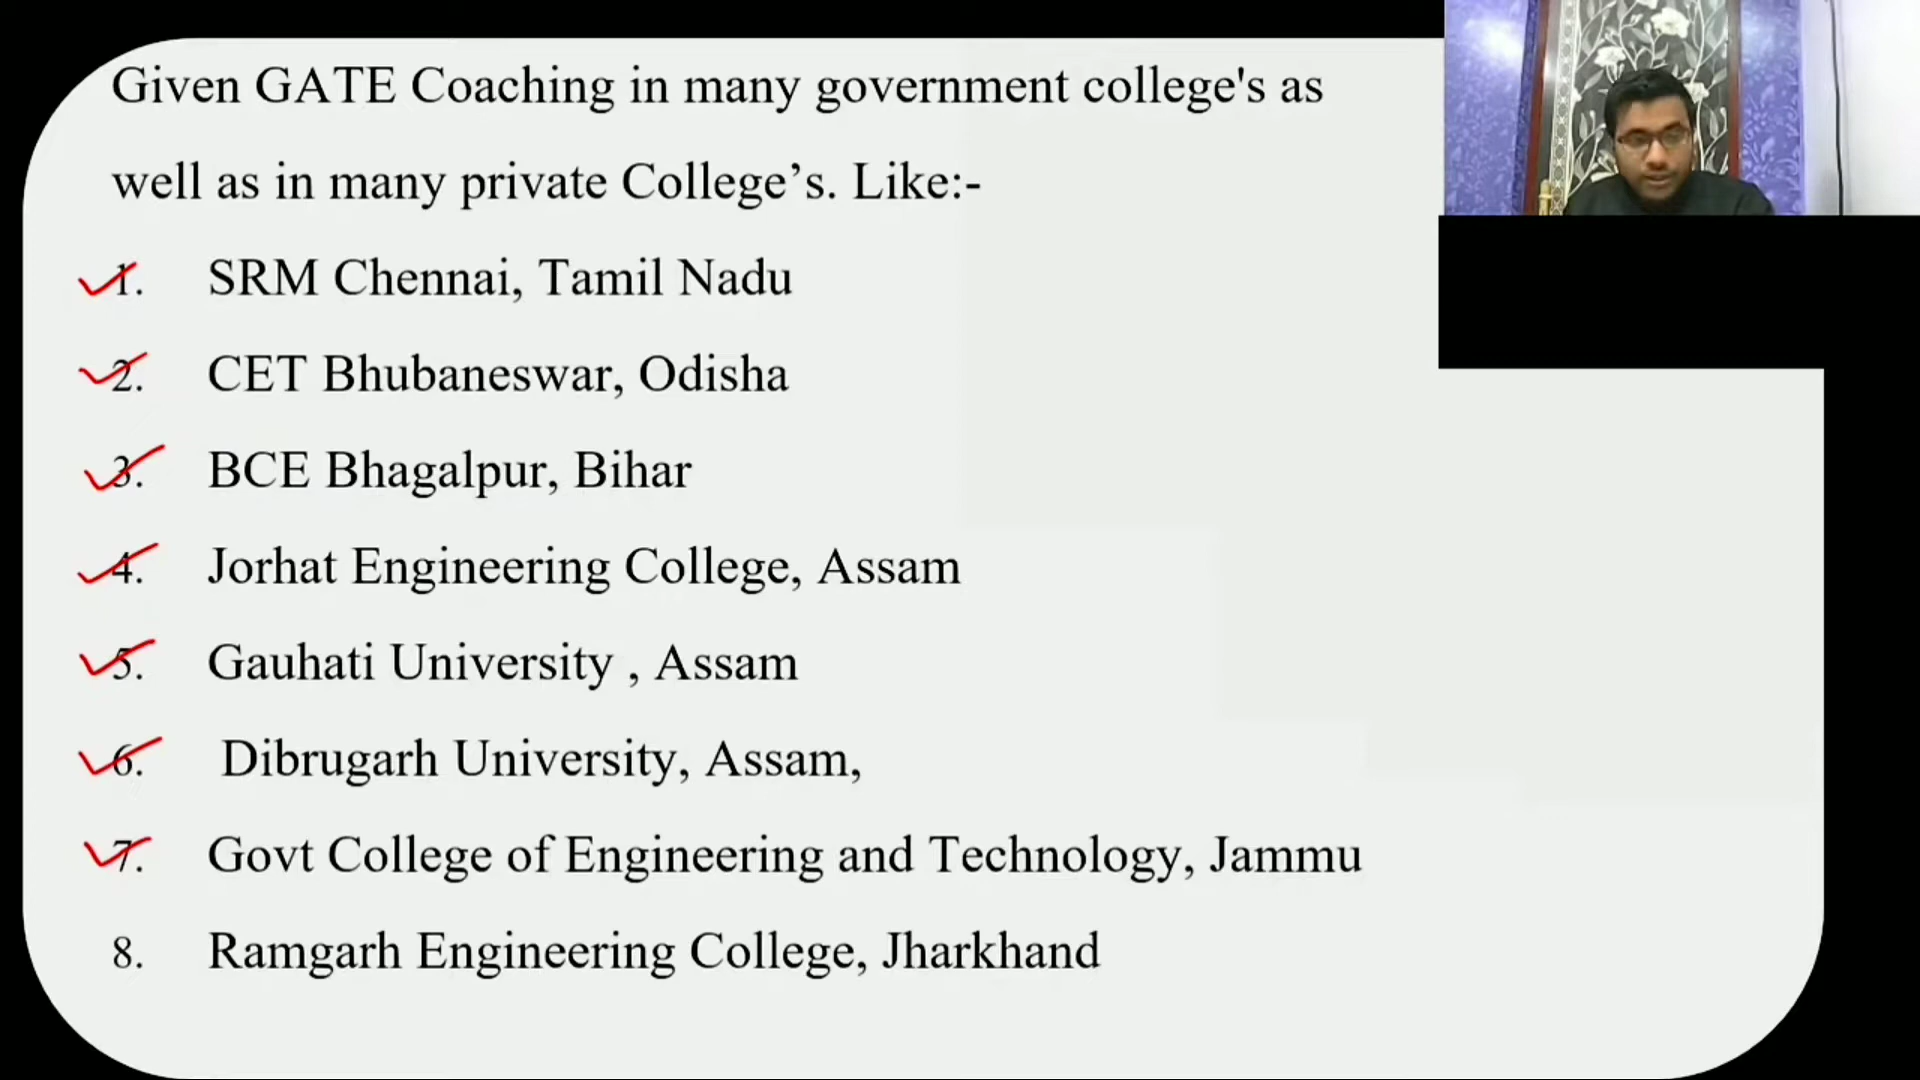 Given GATE Coaching in many government college's as
well as in many private College’s. Like:-
1. SRM Chennai, Tamil Nadu
2. CET Bhubaneswar, Odisha
3. BCE Bhagalpur, Bihar
4. Jorhat Engineering College, Assam
5. Gauhati University , Assam
6. Dibrugarh University, Assam,
7. Govt College of Engineering and Technology, Jammu
8. Ramgarh Engineering College, Jharkhand